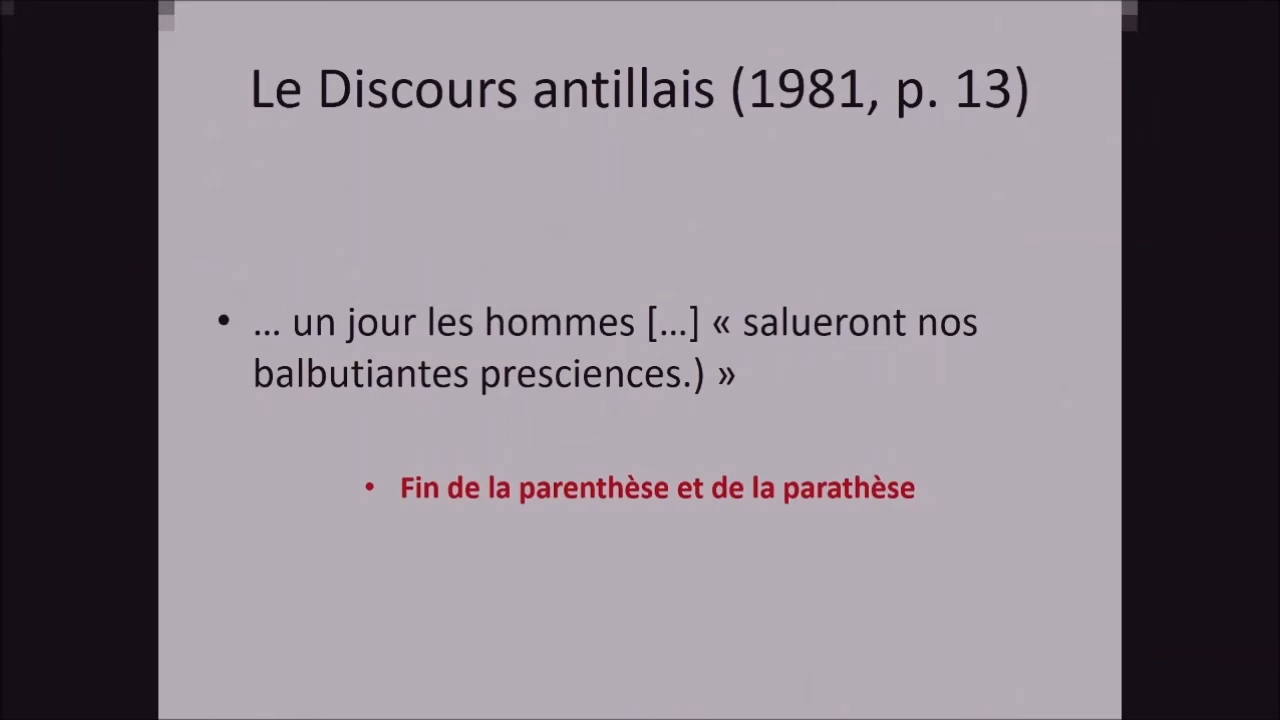 Le Discours antillais (1981, p. 13)
• … un jour les hommes […] « salueront nos
balbutiantes presciences.) »
• Fin de la parenthèse et de la parathèse